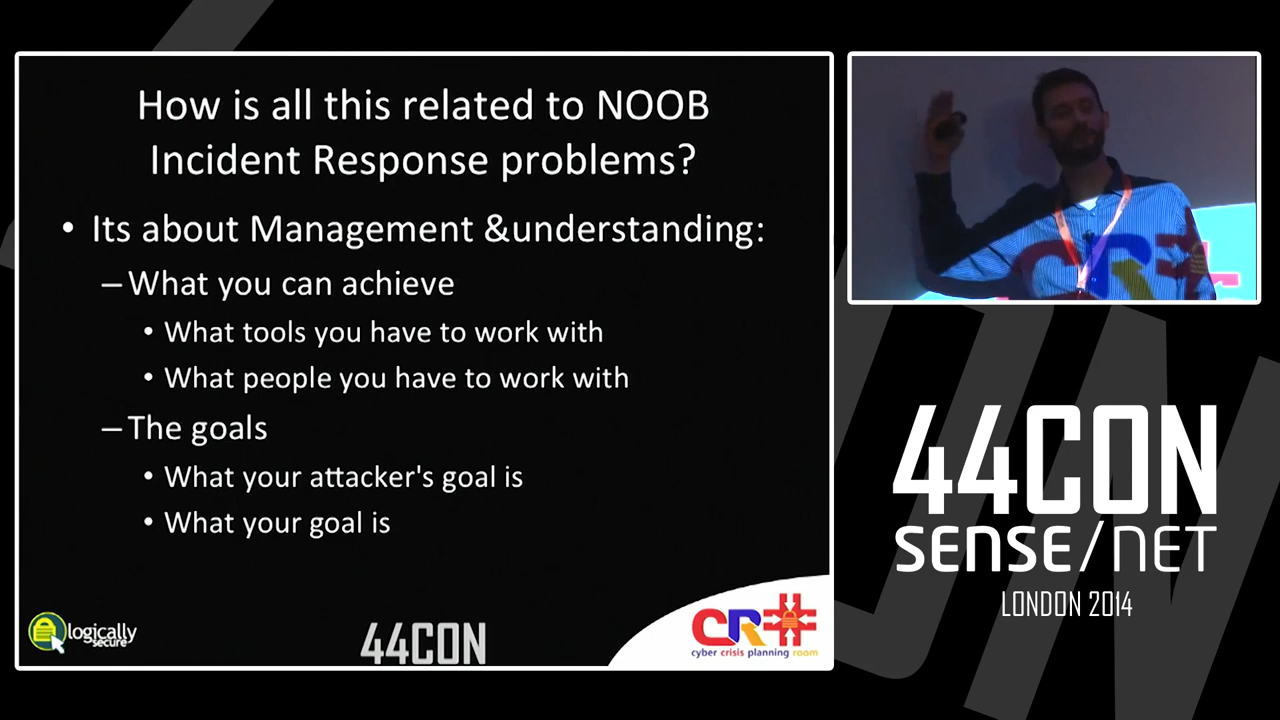 How is all this related to NOOB
Incident Response problems?
• Its about Management &understanding:
– What you can achieve
• What tools you have to work with
• What people you have to work with
– The goals
• What your attacker's goal is
• What your goal is
logically
secure
44CON
CR
cyber crisis planning room
CR
44CON
SENSE/NET
LONDON 2014